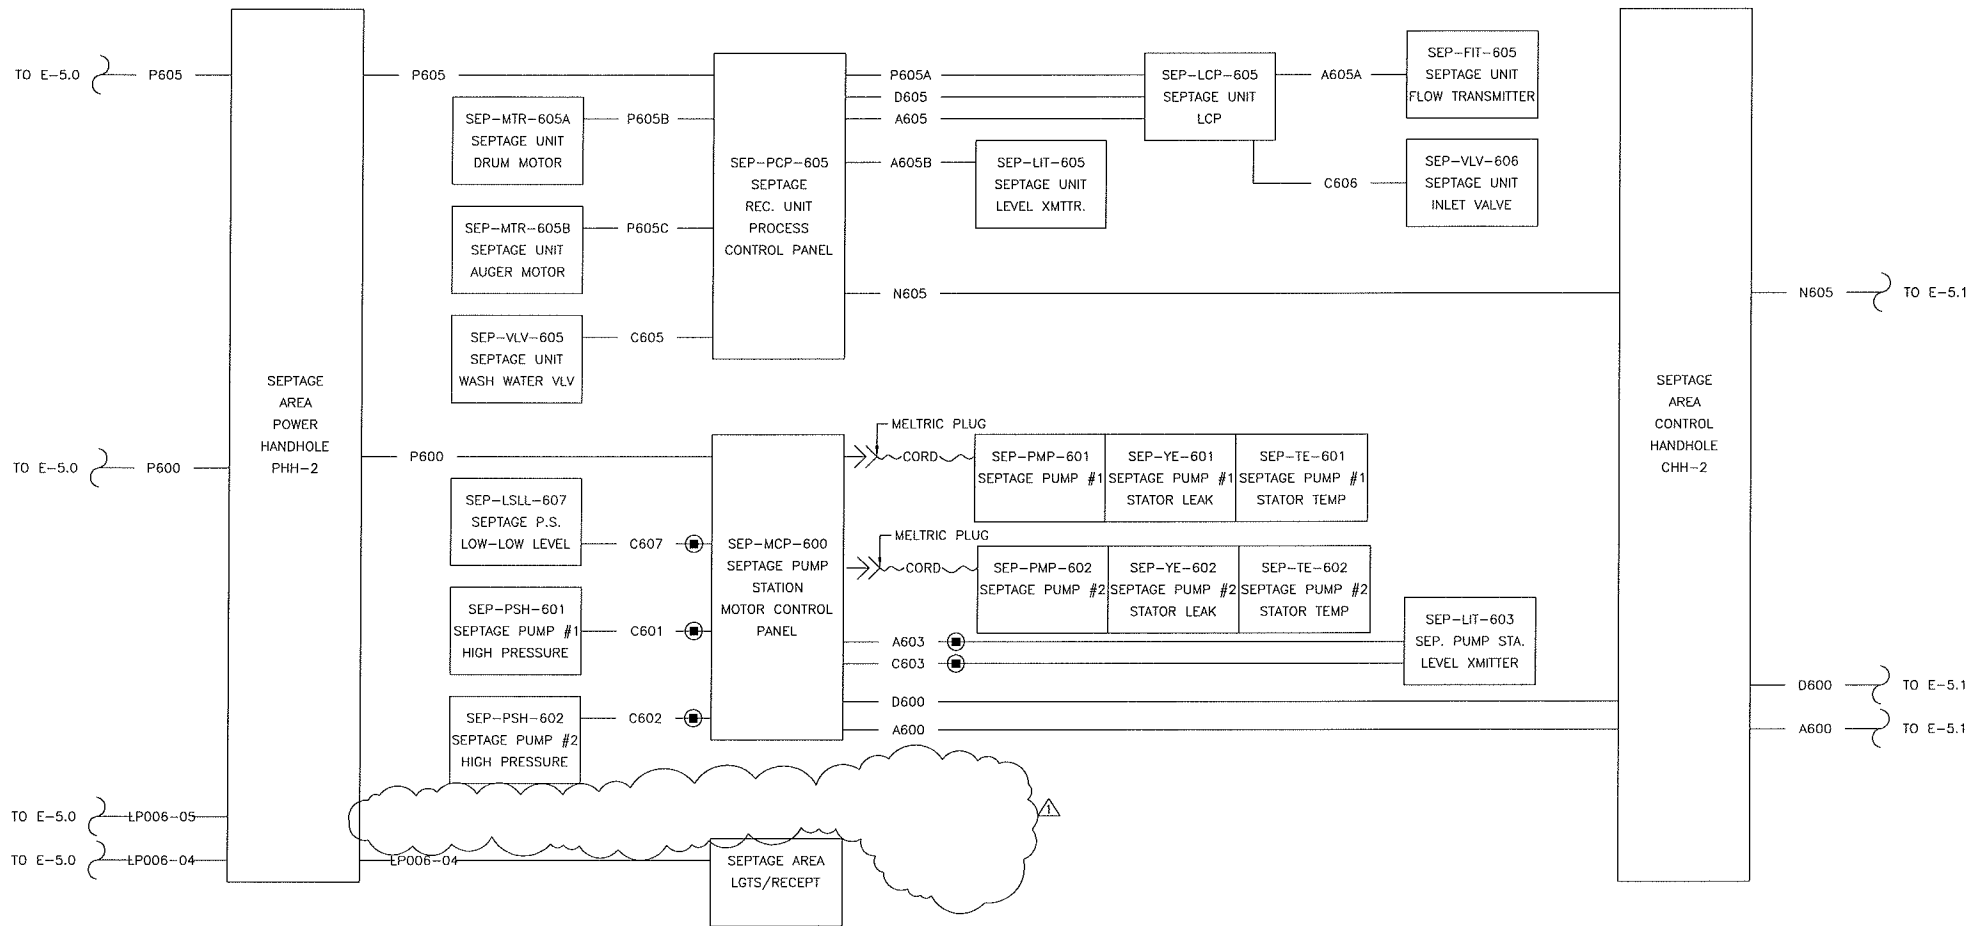 TO E-5.0
P605
P605
SEPTAGE
AREA
POWER
HANDHOLE
PHH-2
TO E-5.0
P600
P600
TO E-5.0
LP006-05
TO E-5.0
LP006-04
LP006-04
SEP-MTR-605A
SEPTAGE UNIT
DRUM MOTOR
P605B
SEP-MTR-605B
SEPTAGE UNIT
AUGER MOTOR
P605C
SEP-VLV-605
SEPTAGE UNIT
WASH WATER VLV
C605
SEP-PCP-605
SEPTAGE
REC. UNIT
PROCESS
CONTROL PANEL
P605A
D605
A605
A605B
SEP-LIT-605
SEPTAGE UNIT
LEVEL XMTTR.
SEP-LCP-605
SEPTAGE UNIT
LCP
A605A
SEP-FIT-605
SEPTAGE UNIT
FLOW TRANSMITTER
C606
SEP-VLV-606
SEPTAGE UNIT
INLET VALVE
N605
N605
TO E-5.1
SEPTAGE
AREA
CONTROL
HANDHOLE
CHH-2
SEP-LSLL-607
SEPTAGE P.S.
LOW-LOW LEVEL
C607
SEP-PSH-601
SEPTAGE PUMP #1
HIGH PRESSURE
C601
SEP-PSH-602
SEPTAGE PUMP #2
HIGH PRESSURE
C602
SEP-MCP-600
SEPTAGE PUMP
STATION
MOTOR CONTROL
PANEL
MELTRIC PLUG
CORD
SEP-PMP-601
SEPTAGE PUMP #1
SEP-YE-601
SEPTAGE PUMP #1
STATOR LEAK
SEP-TE-601
SEPTAGE PUMP #1
STATOR TEMP
MELTRIC PLUG
CORD
SEP-PMP-602
SEPTAGE PUMP #2
SEP-YE-602
SEPTAGE PUMP #2
STATOR LEAK
SEP-TE-602
SEPTAGE PUMP #2
STATOR TEMP
A603
C603
SEP-LIT-603
SEP. PUMP STA.
LEVEL XMITTER
D600
A600
D600
TO E-5.1
A600
TO E-5.1
1
SEPTAGE AREA
LGTS/RECEPT